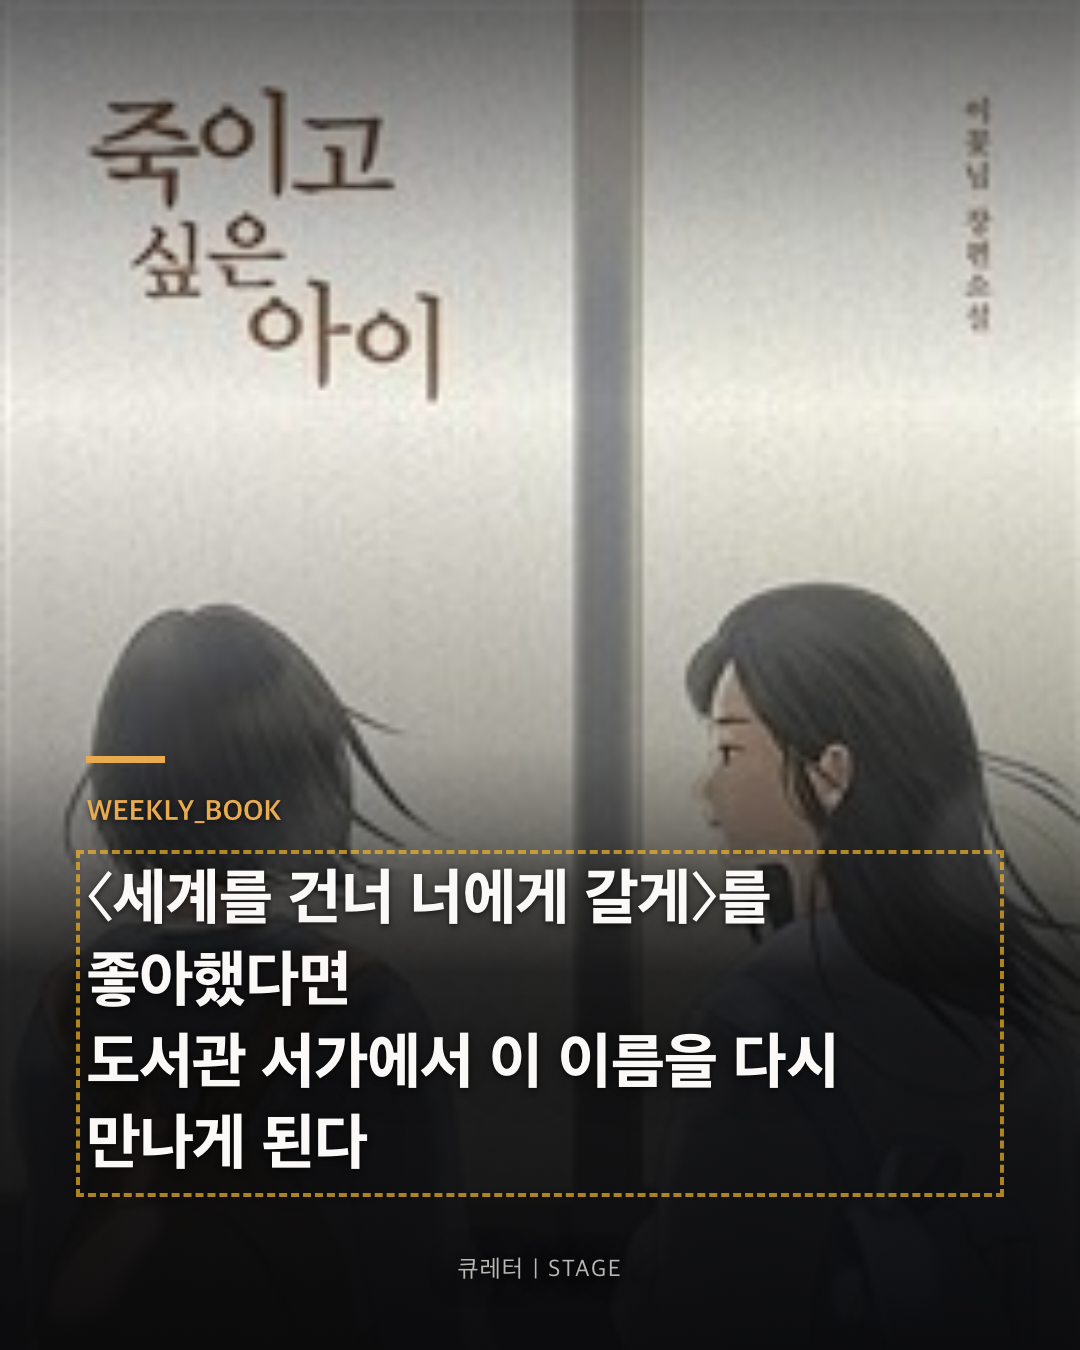 죽이고
싶은
아이
이꽃님 장편소설
WEEKLY_BOOK
〈세계를 건너 너에게 갈게〉를
좋아했다면
도서관 서가에서 이 이름을 다시
만나게 된다
큐레터 | STAGE